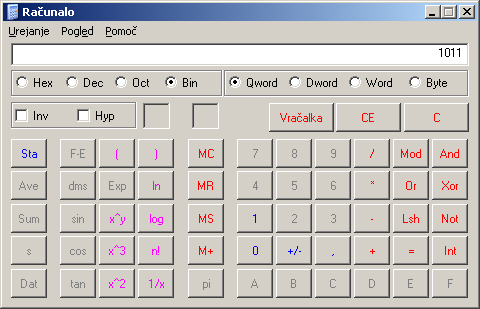 Računalo
Urejanje Pogled Pomoč
1011
Hex Dec Oct Bin Qword Dword Word Byte
Inv Hyp Vračalka CE C
Sta F-E ( ) MC 7 8 9 / Mod And
Ave dms Exp ln MR 4 5 6 * Or Xor
Sum sin x^y log MS 1 2 3 - Lsh Not
s cos x^3 n! M+ 0 +/- , + = Int
Dat tan x^2 1/x pi A B C D E F